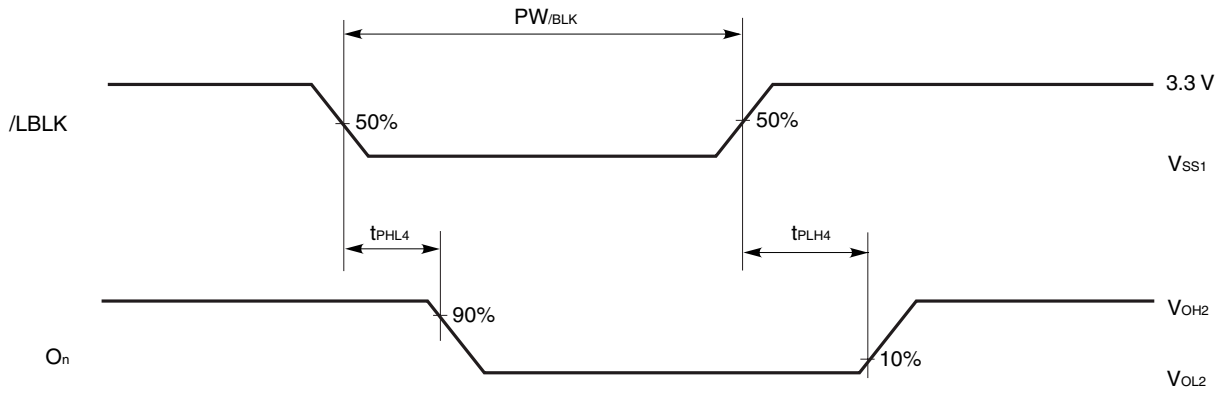 PW/BLK
3.3 V
/LBLK
50%
50%
VSS1
tPHL4
tPLH4
90%
VOH2
On
10%
VOL2